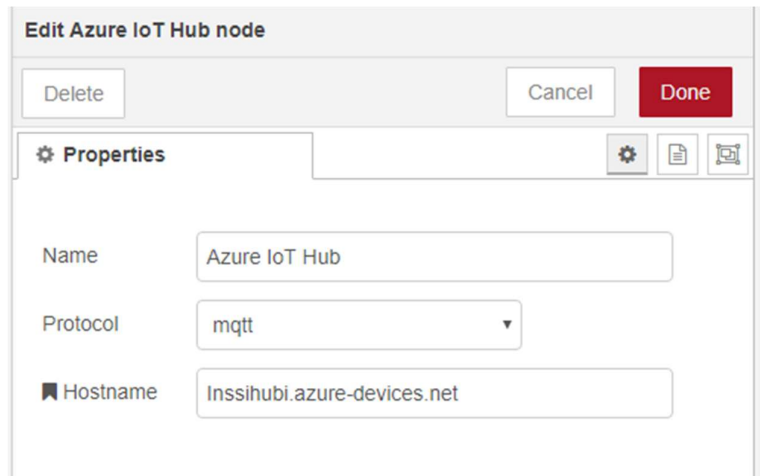 Edit Azure IoT Hub node
Delete
Cancel
Done
Properties
Name
Azure IoT Hub
Protocol
mqtt
Hostname
Inssihubi.azure-devices.net